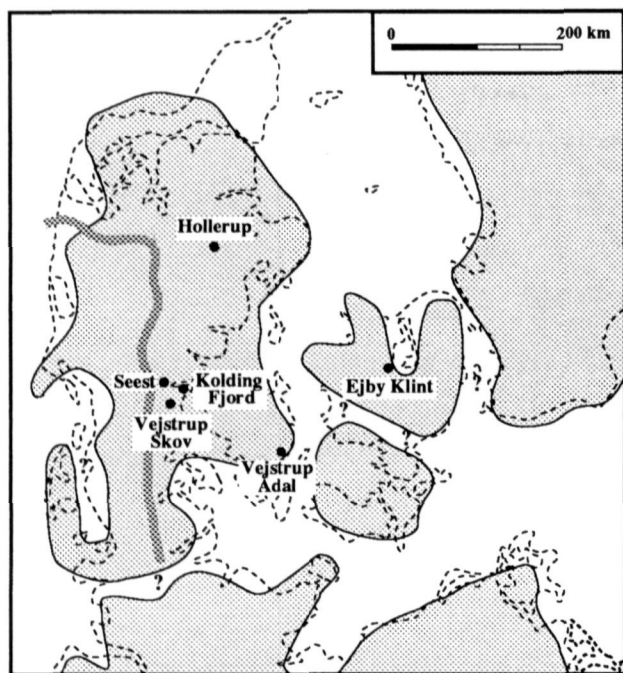 0 200 km
Hollerup
Seest
Kolding
Fjord
Vejstrup
Skov
Ejby Klint
Vejstrup
Ådal
?
?